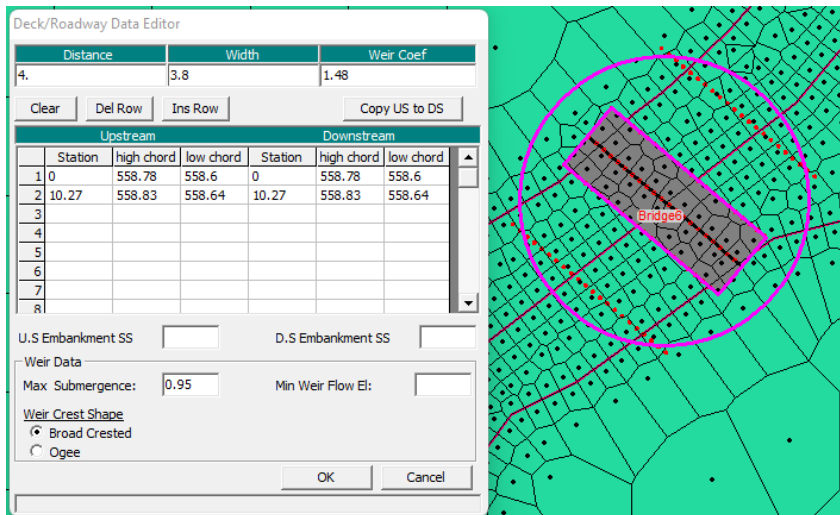 Deck/Roadway Data Editor
Distance Width Weir Coef
4. 3.8 1.48
Clear Del Row Ins Row Copy US to DS
Upstream Downstream
Station high chord low chord Station high chord low chord
1 0 558.78 558.6 0 558.78 558.6
2 10.27 558.83 558.64 10.27 558.83 558.64
3
4
5
6
7
8
U.S Embankment SS D.S Embankment SS
Weir Data
Max Submergence: 0.95 Min Weir Flow El:
Weir Crest Shape
Broad Crested
Ogee
OK Cancel
Bridge6